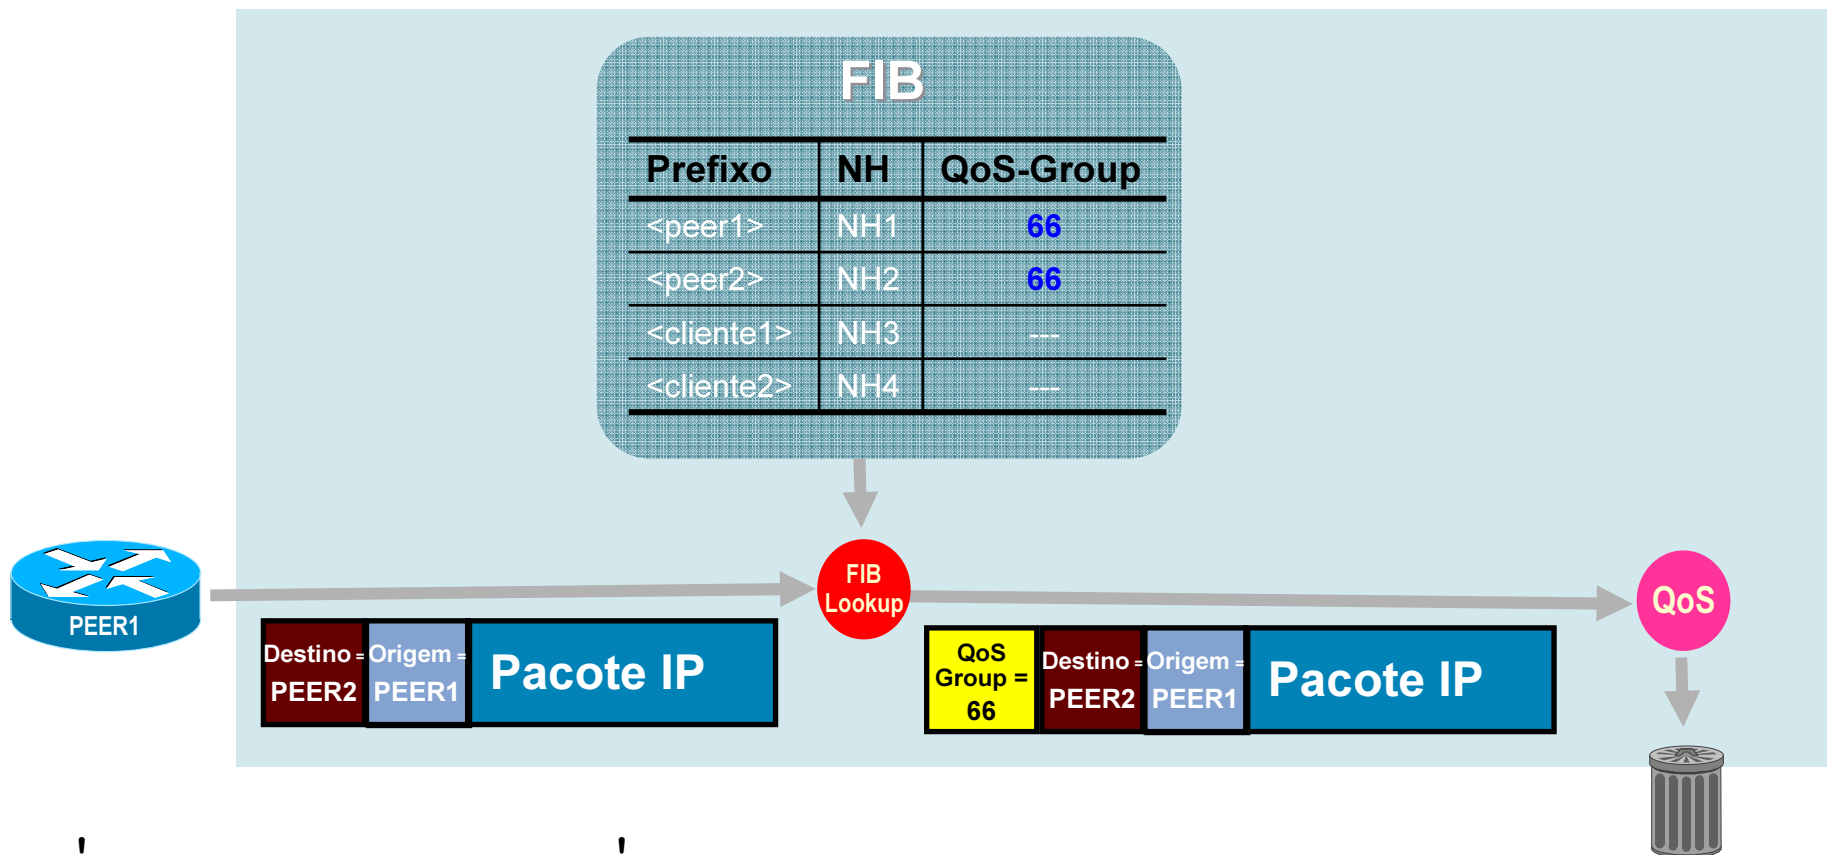 FIB
Prefixo NH QoS-Group
<peer1> NH1 66
<peer2> NH2 66
<cliente1> NH3 ---
<cliente2> NH4 ---
PEER1
FIB
Lookup
QoS
Destino =
PEER2
Origem =
PEER1
Pacote IP
QoS
Group =
66
Destino =
PEER2
Origem =
PEER1
Pacote IP
' '